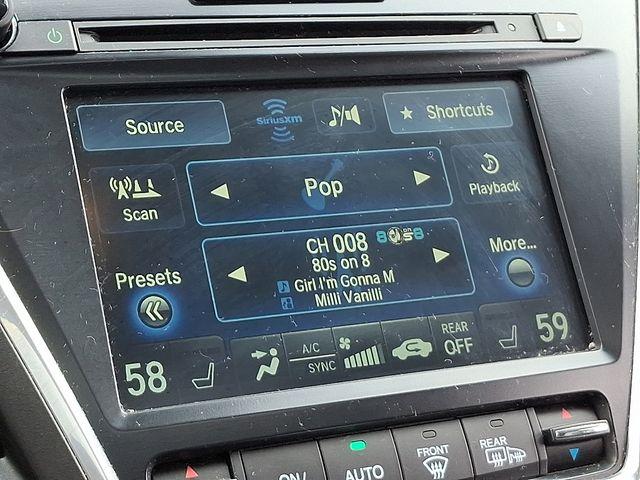 Source
SiriusXM
Shortcuts
Scan
Pop
Playback
Presets
CH 008
80s on 8
Girl I'm Gonna M
Milli Vanilli
More...
58
A/C
SYNC
REAR
OFF
59
ON/
AUTO
FRONT
REAR